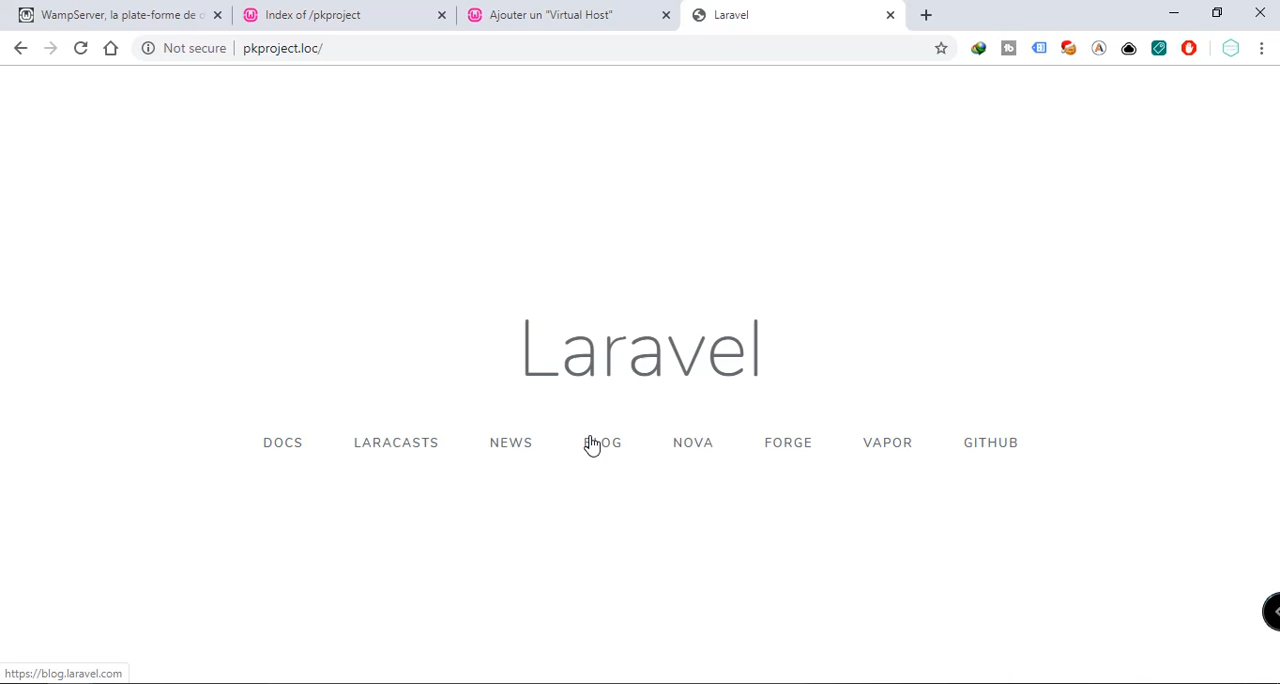 WampServer, la plate-forme de d
Index of /pkproject
Ajouter un "Virtual Host"
Laravel
Not secure
pkproject.loc/
Laravel
DOCS LARACASTS NEWS BLOG NOVA FORGE VAPOR GITHUB
https://blog.laravel.com